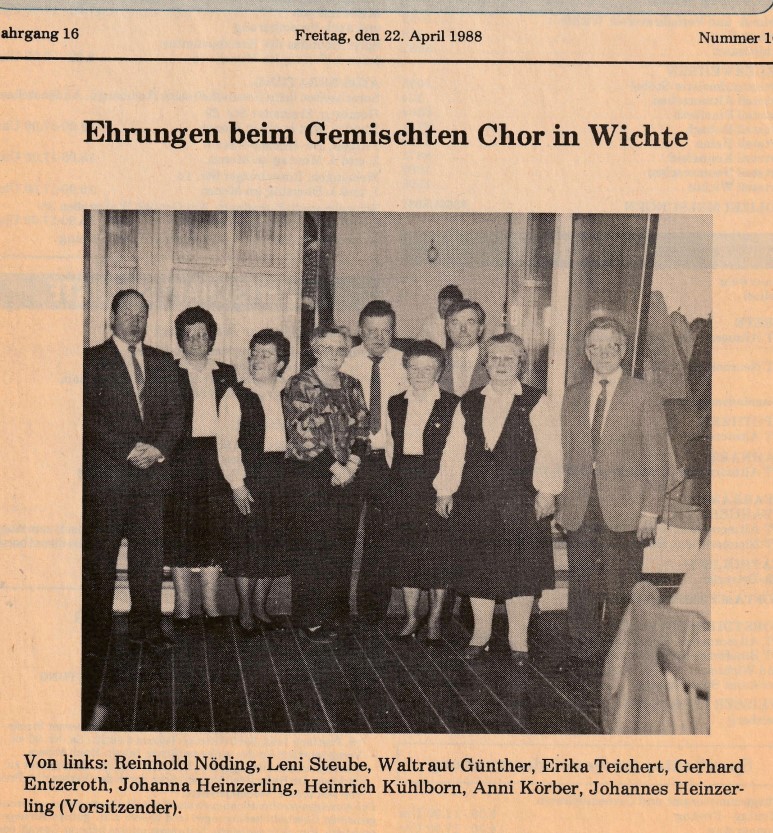 ahrgang 16 Freitag, den 22. April 1988 Nummer 1
Ehrungen beim Gemischten Chor in Wichte
Von links: Reinhold Nöding, Leni Steube, Waltraut Günther, Erika Teichert, Gerhard
Entzeroth, Johanna Heinzerling, Heinrich Kühlborn, Anni Körber, Johannes Heinzer-
ling (Vorsitzender).